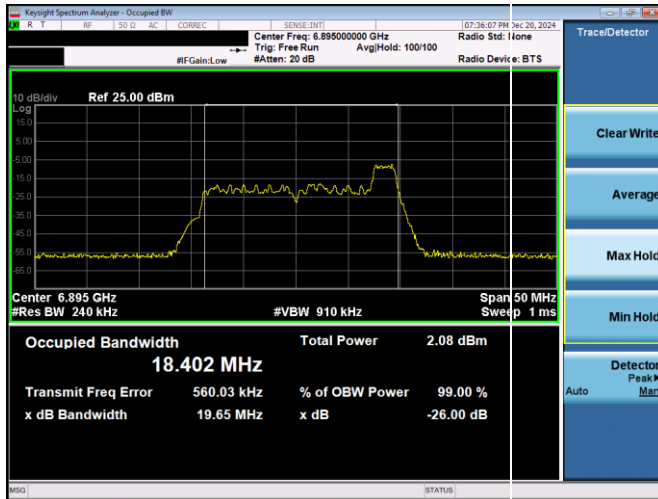 Keysight Spectrum Analyzer - Occupied BW
R T RF 50 Ω AC CORREC SENSE:INT 07:36:07 PM Dec 20, 2024
Center Freq: 6.895000000 GHz Radio Std: None
Trig: Free Run Avg|Hold: 100/100
#IFGain:Low #Atten: 20 dB Radio Device: BTS
Trace/Detector
10 dB/div Ref 25.00 dBm
Log
15.0
5.00
-5.00
-15.0
-25.0
-35.0
-45.0
-55.0
-65.0
Center 6.895 GHz Span 50 MHz
#Res BW 240 kHz #VBW 910 kHz Sweep 1 ms
Occupied Bandwidth Total Power 2.08 dBm
18.402 MHz
Transmit Freq Error 560.03 kHz % of OBW Power 99.00 %
x dB Bandwidth 19.65 MHz x dB -26.00 dB
Clear Write
Average
Max Hold
Min Hold
Detector
Peak▶
Auto Man
MSG STATUS